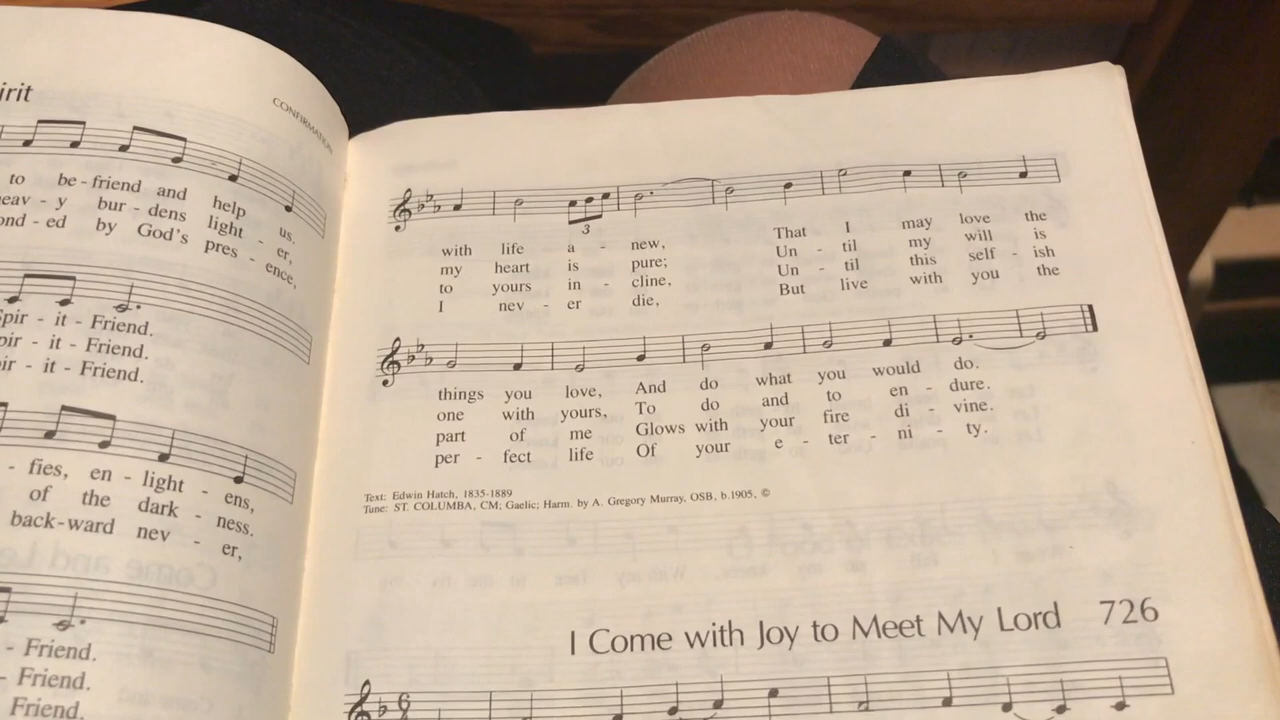 irit
CONFIRMATION
to be - friend and help us.
eav - y bur - dens light - er,
ond - ed by God's pres - ence,
Spir - it - Friend.
pir - it - Friend.
ir - it - Friend.
- fies, en - light - ens,
of the dark - ness.
back - ward nev - er,
- Friend.
- Friend.
Friend.
3
with life a - new, That I may love the
my heart is pure; Un - til my will is
to yours in - cline, Un - til this self - ish
I nev - er die, But live with you the
things you love, And do what you would do.
one with yours, To do and to en - dure.
part of me Glows with your fire di - vine.
per - fect life Of your e - ter - ni - ty.
Text: Edwin Hatch, 1835-1889
Tune: ST. COLUMBA, CM; Gaelic; Harm. by A. Gregory Murray, OSB, b.1905, ©
I Come with Joy to Meet My Lord 726
6